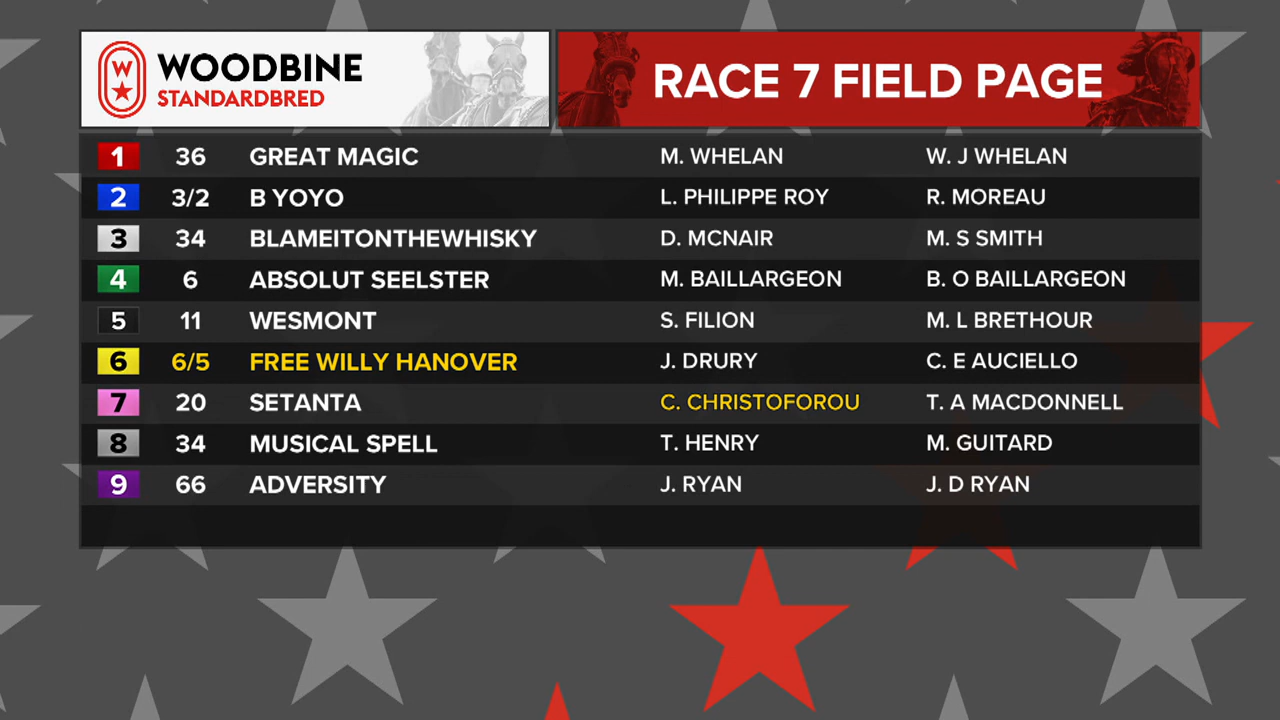 W WOODBINE
STANDARDBRED
RACE 7 FIELD PAGE
1 36 GREAT MAGIC M. WHELAN W. J WHELAN
2 3/2 B YOYO L. PHILIPPE ROY R. MOREAU
3 34 BLAMEITONTHEWHISKY D. MCNAIR M. S SMITH
4 6 ABSOLUT SEELSTER M. BAILLARGEON B. O BAILLARGEON
5 11 WESMONT S. FILION M. L BRETHOUR
6 6/5 FREE WILLY HANOVER J. DRURY C. E AUCIELLO
7 20 SETANTA C. CHRISTOFOROU T. A MACDONNELL
8 34 MUSICAL SPELL T. HENRY M. GUITARD
9 66 ADVERSITY J. RYAN J. D RYAN